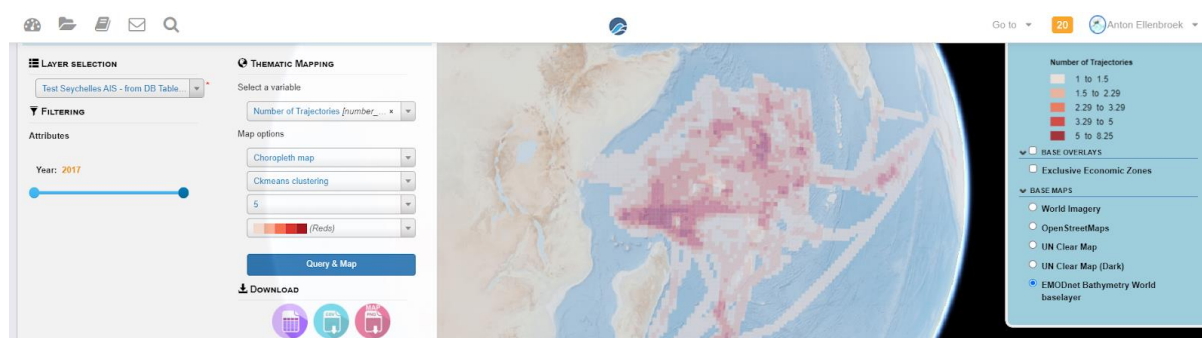 Go to
20
Anton Ellenbroek
LAYER SELECTION
Test Seychelles AIS - from DB Table... *
FILTERING
Attributes
Year: 2017
THEMATIC MAPPING
Select a variable
Number of Trajectories [number_... ×
Map options
Choropleth map
Ckmeans clustering
5
(Reds)
Query & Map
DOWNLOAD
Number of Trajectories
1 to 1.5
1.5 to 2.29
2.29 to 3.29
3.29 to 5
5 to 8.25
BASE OVERLAYS
Exclusive Economic Zones
BASE MAPS
World Imagery
OpenStreetMaps
UN Clear Map
UN Clear Map (Dark)
EMODnet Bathymetry World
baselayer